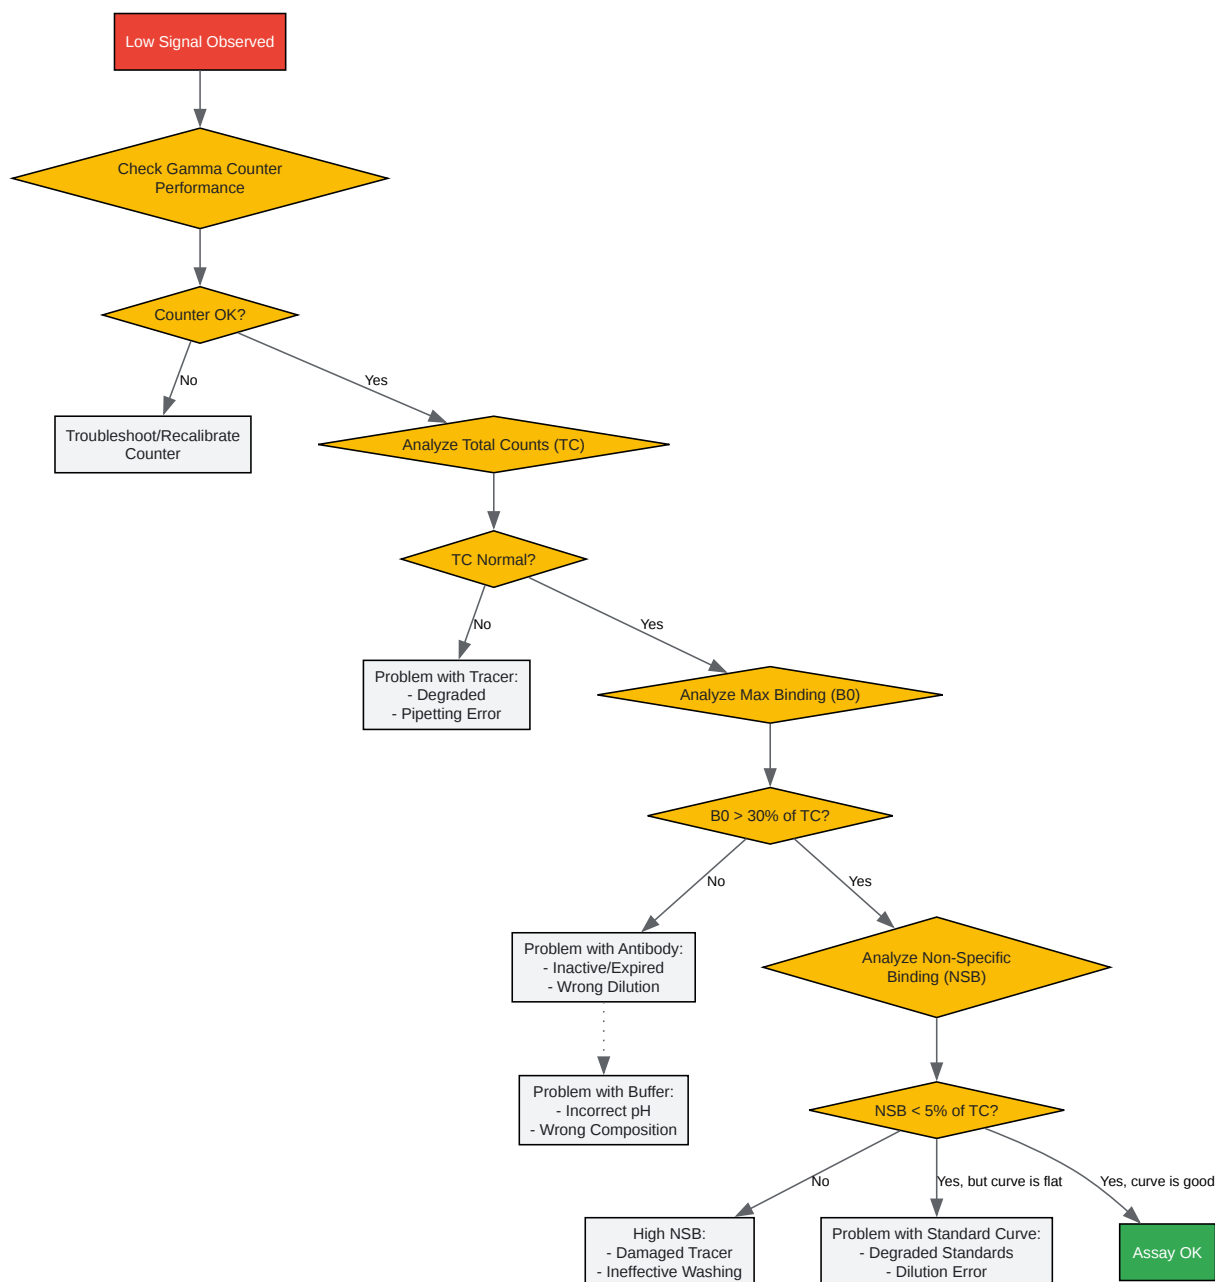 Low Signal Observed
Check Gamma Counter
Performance
Counter OK?
No
Yes
Troubleshoot/Recalibrate
Counter
Analyze Total Counts (TC)
TC Normal?
No
Yes
Problem with Tracer:
- Degraded
- Pipetting Error
Analyze Max Binding (B0)
B0 > 30% of TC?
No
Yes
Problem with Antibody:
- Inactive/Expired
- Wrong Dilution
Analyze Non-Specific
Binding (NSB)
Problem with Buffer:
- Incorrect pH
- Wrong Composition
NSB < 5% of TC?
No
Yes, but curve is flat
Yes, curve is good
High NSB:
- Damaged Tracer
- Ineffective Washing
Problem with Standard Curve:
- Degraded Standards
- Dilution Error
Assay OK